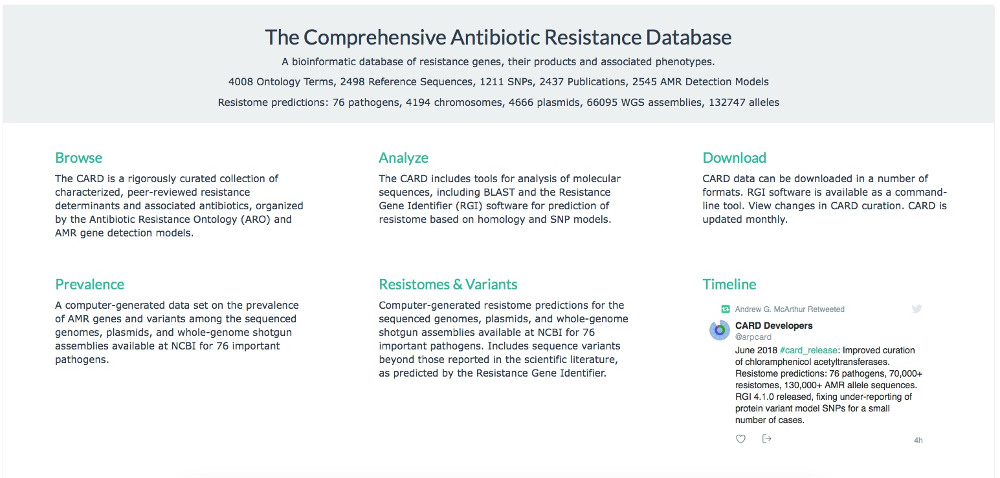 The Comprehensive Antibiotic Resistance Database
A bioinformatic database of resistance genes, their products and associated phenotypes.
4008 Ontology Terms, 2498 Reference Sequences, 1211 SNPs, 2437 Publications, 2545 AMR Detection Models
Resistome predictions: 76 pathogens, 4194 chromosomes, 4666 plasmids, 66095 WGS assemblies, 132747 alleles
Browse
The CARD is a rigorously curated collection of
characterized, peer-reviewed resistance
determinants and associated antibiotics, organized
by the Antibiotic Resistance Ontology (ARO) and
AMR gene detection models.
Analyze
The CARD includes tools for analysis of molecular
sequences, including BLAST and the Resistance
Gene Identifier (RGI) software for prediction of
resistome based on homology and SNP models.
Download
CARD data can be downloaded in a number of
formats. RGI software is available as a command-
line tool. View changes in CARD curation. CARD is
updated monthly.
Prevalence
A computer-generated data set on the prevalence
of AMR genes and variants among the sequenced
genomes, plasmids, and whole-genome shotgun
assemblies available at NCBI for 76 important
pathogens.
Resistomes & Variants
Computer-generated resistome predictions for the
sequenced genomes, plasmids, and whole-genome
shotgun assemblies available at NCBI for 76
important pathogens. Includes sequence variants
beyond those reported in the scientific literature,
as predicted by the Resistance Gene Identifier.
Timeline
Andrew G. McArthur Retweeted
CARD Developers
@arpcard
June 2018 #card_release: Improved curation
of chloramphenicol acetyltransferases.
Resistome predictions: 76 pathogens, 70,000+
resistomes, 130,000+ AMR allele sequences.
RGI 4.1.0 released, fixing under-reporting of
protein variant model SNPs for a small
number of cases.
4h